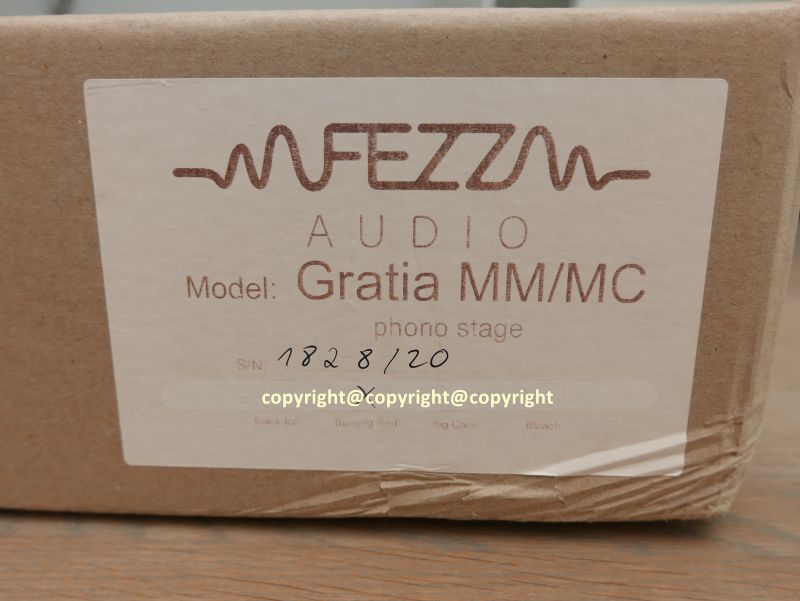 FEZZ
AUDIO
Model: Gratia MM/MC
phono stage
S/N: 1828/20
X
copyright@copyright@copyright
Black Ice Burning Red Big Calm Bleach